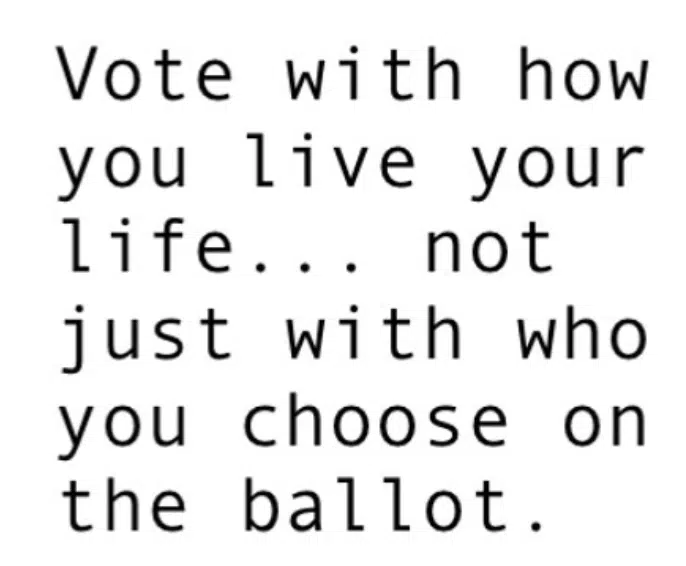 Vote with how
you live your
life... not
just with who
you choose on
the ballot.